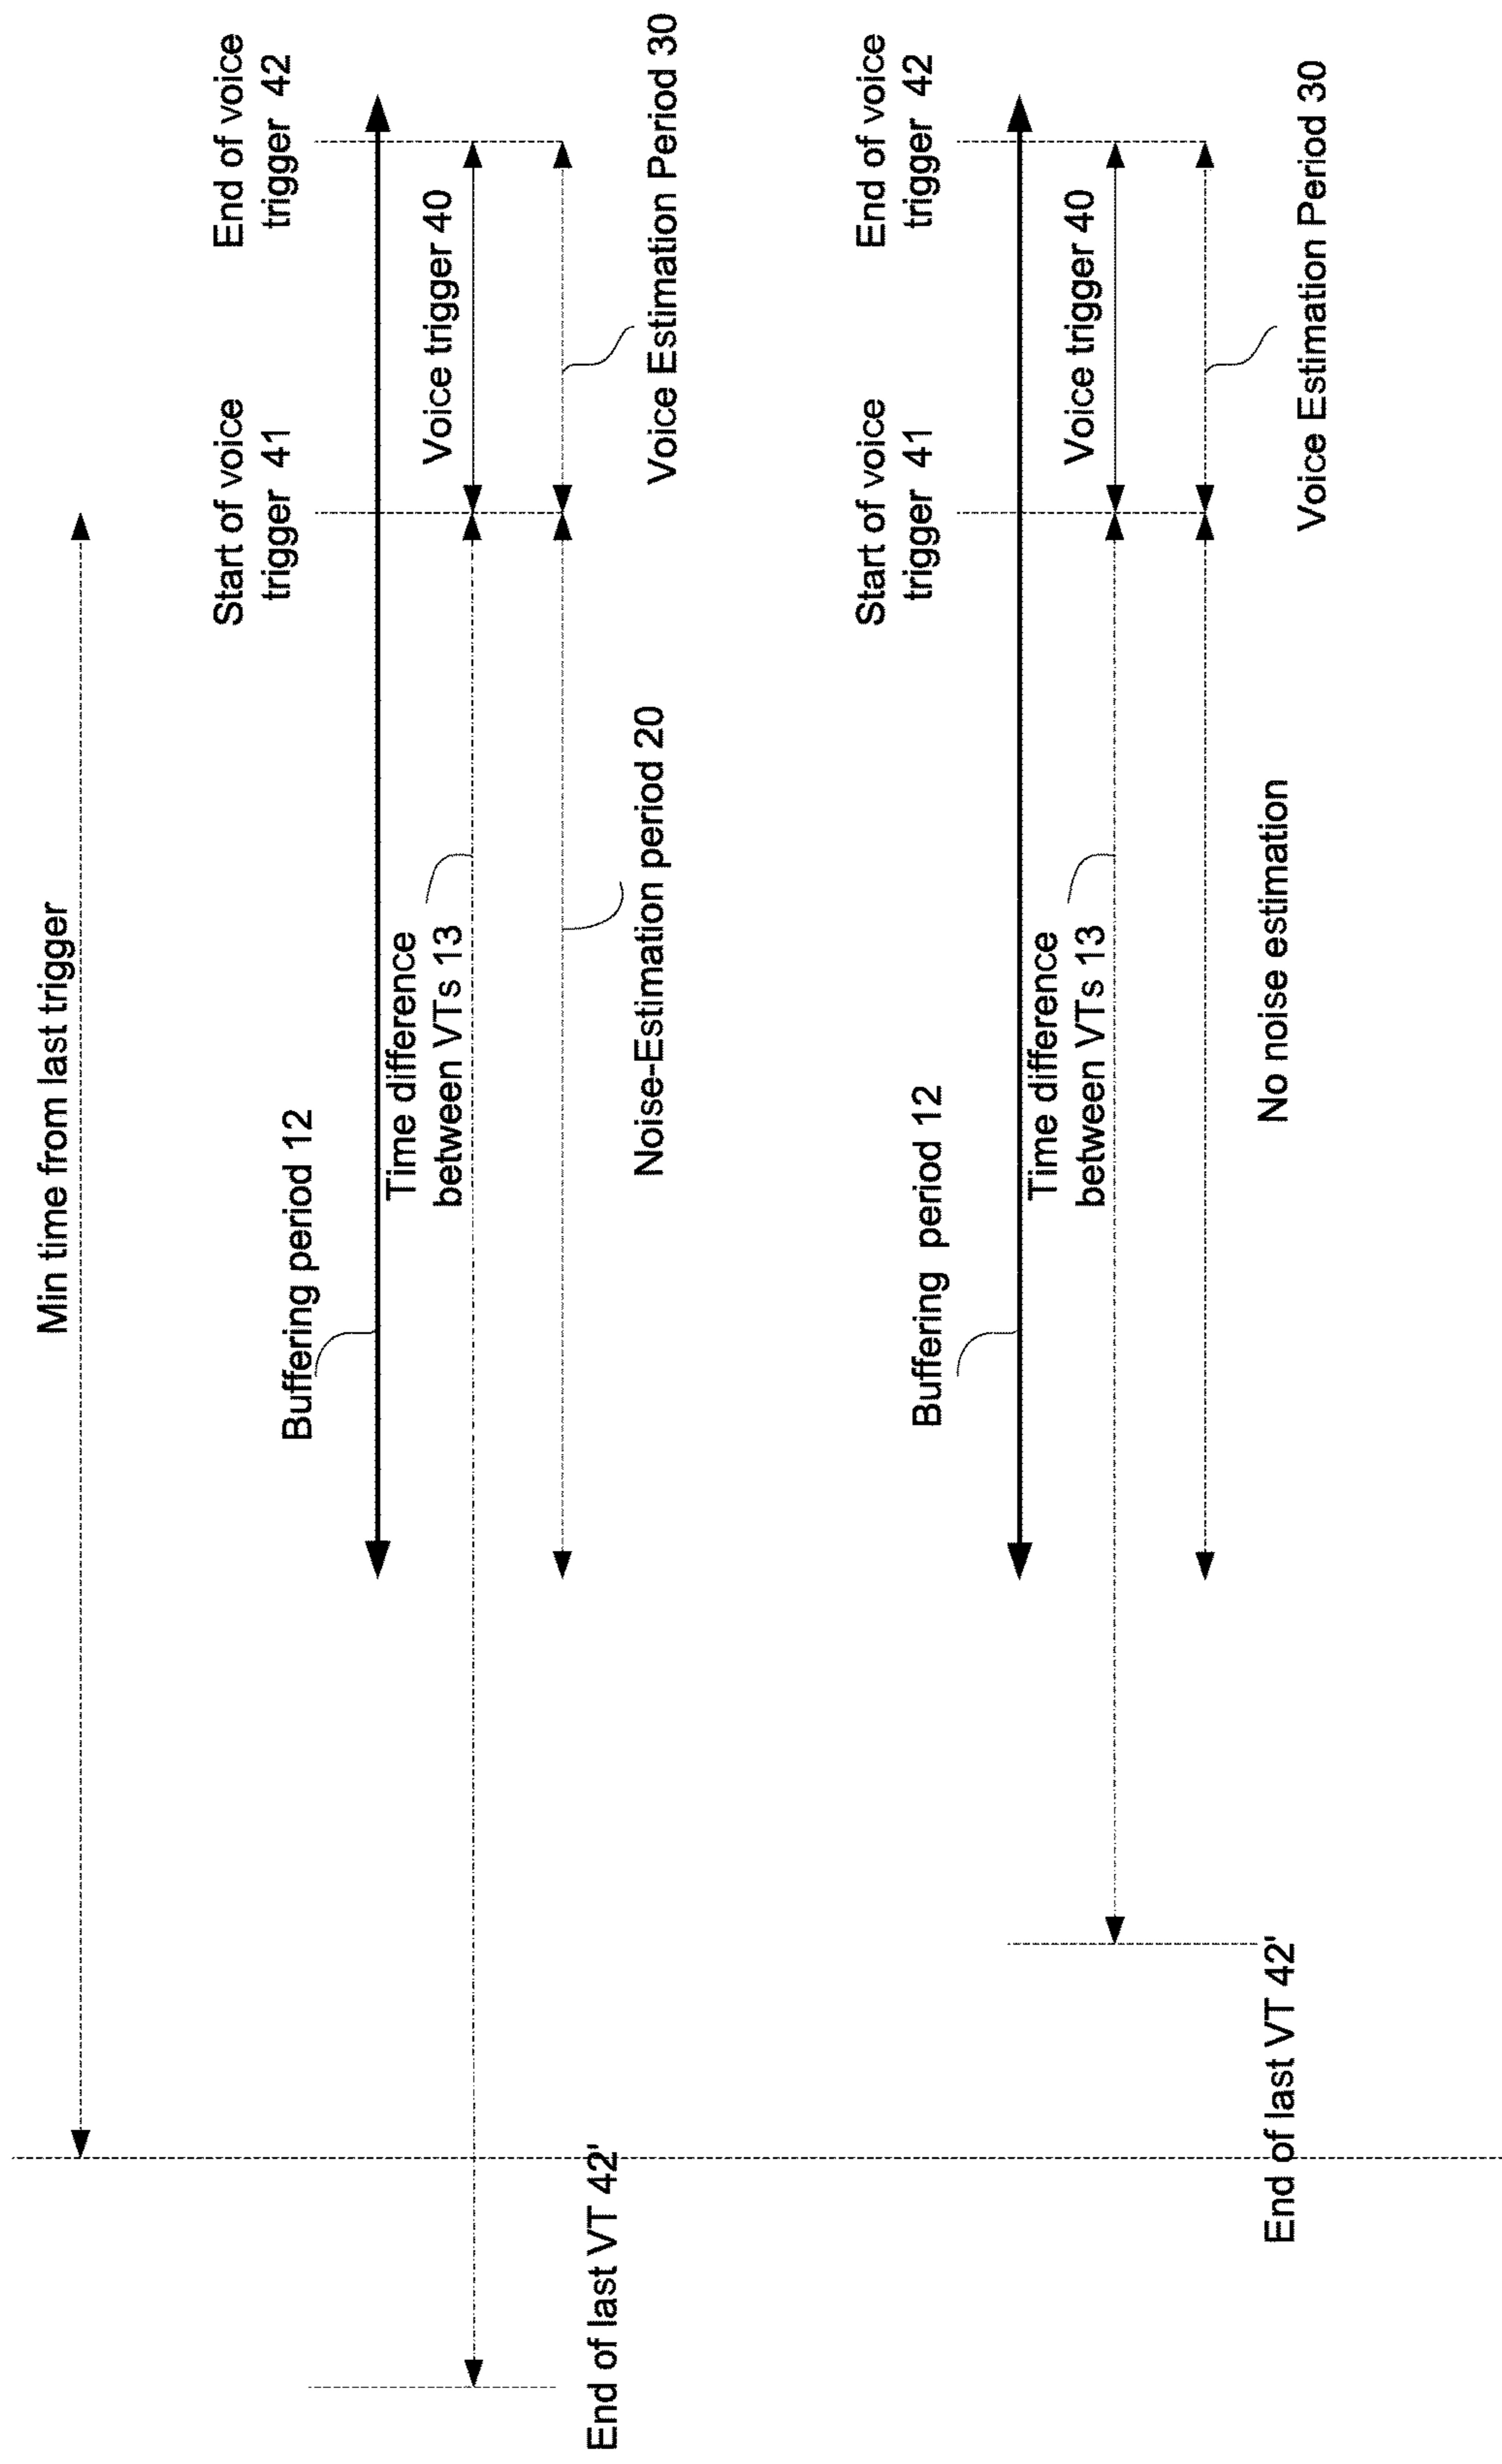 Min time from last trigger
Start of voice
trigger 41
End of voice
trigger 42
Buffering period 12
Time difference
between VTs 13
Voice trigger 40
End of last VT 42'
Noise-Estimation period 20
Voice Estimation Period 30
Start of voice
trigger 41
End of voice
trigger 42
Buffering period 12
Time difference
between VTs 13
Voice trigger 40
End of last VT 42'
No noise estimation
Voice Estimation Period 30